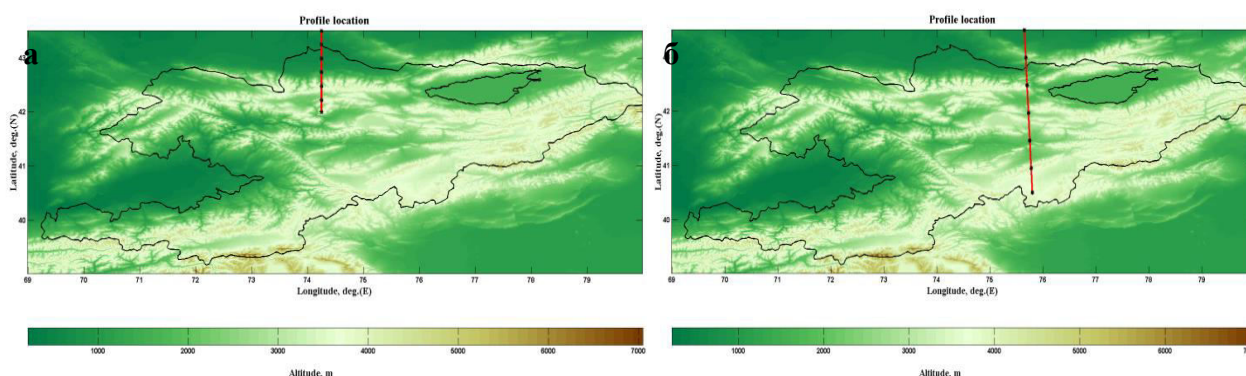 Profile location
а
43
42
41
40
Latitude, deg.(N)
69 70 71 72 73 74 75 76 77 78 79
Longitude, deg.(E)
1000 2000 3000 4000 5000 6000 7000
Altitude, m
Profile location
б
43
42
41
40
Latitude, deg.(N)
69 70 71 72 73 74 75 76 77 78 79
Longitude, deg.(E)
1000 2000 3000 4000 5000 6000
Altitude, m